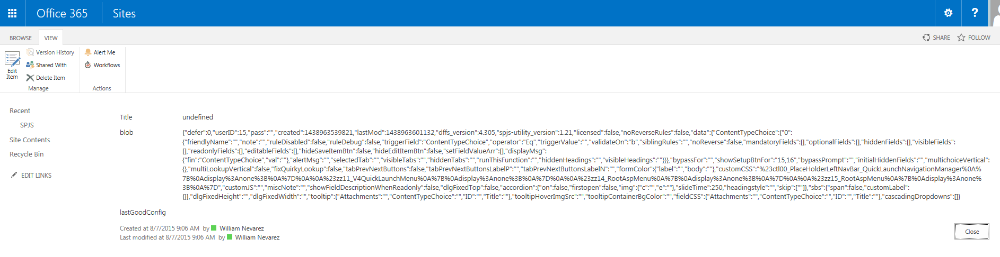 Office 365
Sites
?
BROWSE
VIEW
SHARE
FOLLOW
Edit Item
Version History
Shared With
Delete Item
Manage
Alert Me
Workflows
Actions
Recent
SPJS
Site Contents
Recycle Bin
EDIT LINKS
Title undefined
blob {"defer":0,"userID":15,"pass":"","created":1438963539821,"lastMod":1438963601132,"dffs_version":4.305,"spjs-utility_version":1.21,"licensed":false,"noReverseRules":false,"data":{"ContentTypeChoice":{"0":
{"friendlyName":"","note":"","ruleDisabled":false,"ruleDebug":false,"triggerField":"ContentTypeChoice","operator":"Eq","triggerValue":"","validateOn":"b","siblingRules":"","noReverse":false,"mandatoryFields":[],"optionalFields":[],"hiddenFields":[],"visibleFields":
[],"readonlyFields":[],"editableFields":[],"hideSaveItemBtn":false,"hideEditItemBtn":false,"setFieldValueArr":[],"displayMsg":
{"fin":"ContentTypeChoice","val":""},"alertMsg":"","selectedTab":"","visibleTabs":"","hiddenTabs":"","runThisFunction":"","hiddenHeadings":"","visibleHeadings":""}}},"bypassFor":"","showSetupBtnFor":"15,16","bypassPrompt":"","initialHiddenFields":"","multichoiceVertical":
{},"multiLookupVertical":false,"fixQuirkyLookup":false,"tabPrevNextButtons":false,"tabPrevNextButtonsLabelP":"","tabPrevNextButtonsLabelN":"","formColor":{"label":"","body":""},"customCSS":"%23ctl00_PlaceHolderLeftNavBar_QuickLaunchNavigationManager%0A%
7B%0Adisplay%3Anone%3B%0A%7D%0A%0A%23zz11_V4QuickLaunchMenu%0A%7B%0Adisplay%3Anone%3B%0A%7D%0A%0A%23zz14_RootAspMenu%0A%7B%0Adisplay%3Anone%3B%0A%7D%0A%0A%23zz15_RootAspMenu%0A%7B%0Adisplay%3Anone%
3B%0A%7D","customJS":"","miscNote":"","showFieldDescriptionWhenReadonly":false,"dlgFixedTop":false,"accordion":{"on":false,"firstopen":false,"img":{"c":"","e":""},"slideTime":250,"headingstyle":"","skip":[""]},"sbs":{"span":false,"customLabel":
{}},"dlgFixedHeight":"","dlgFixedWidth":"","tooltip":{"Attachments":"","ContentTypeChoice":"","ID":"","Title":""},"tooltipHoverImgSrc":"","tooltipContainerBgColor":"","fieldCSS":{"Attachments":"","ContentTypeChoice":"","ID":"","Title":""},"cascadingDropdowns":[]}
lastGoodConfig
Created at 8/7/2015 9:06 AM by William Nevarez
Last modified at 8/7/2015 9:06 AM by William Nevarez
Close